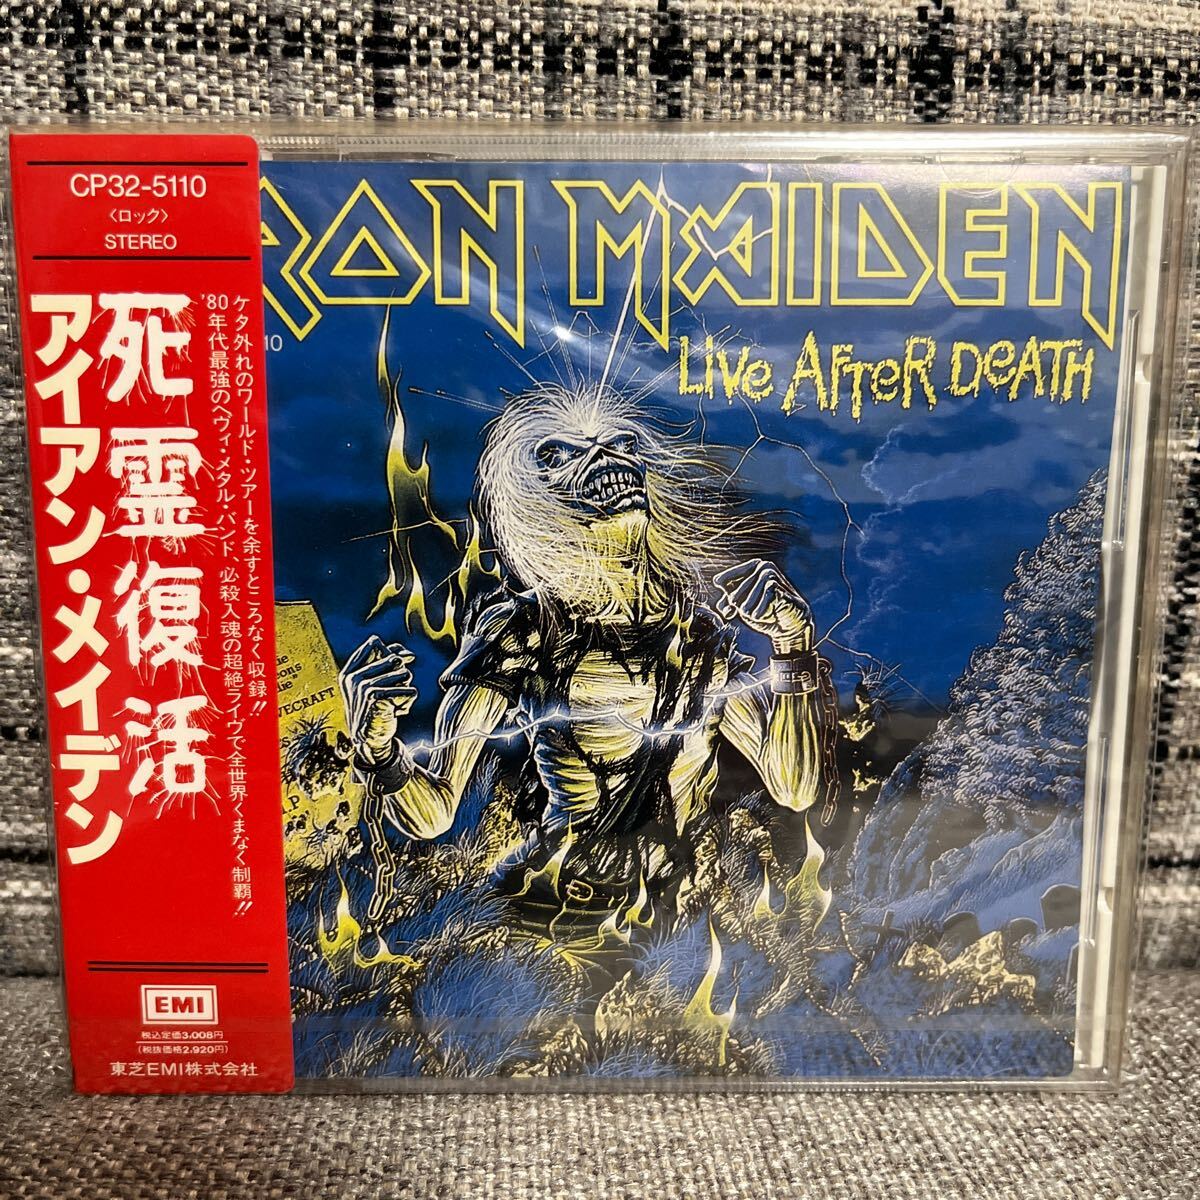 CP32-5110
〈ロック〉
STEREO
ケタ外れのワールド・ツアーを余すところなく収録!!
'80年代最強のヘヴィ・メタル・バンド、必殺入魂の超絶ライヴで全世界くまなく制覇!!
死霊復活
アイアン・メイデン
EMI
税込定価3,008円
(税抜価格2,920円)
東芝EMI株式会社
RON MAIDEN
10
LIVE AFTER DEATH
ECRAFT